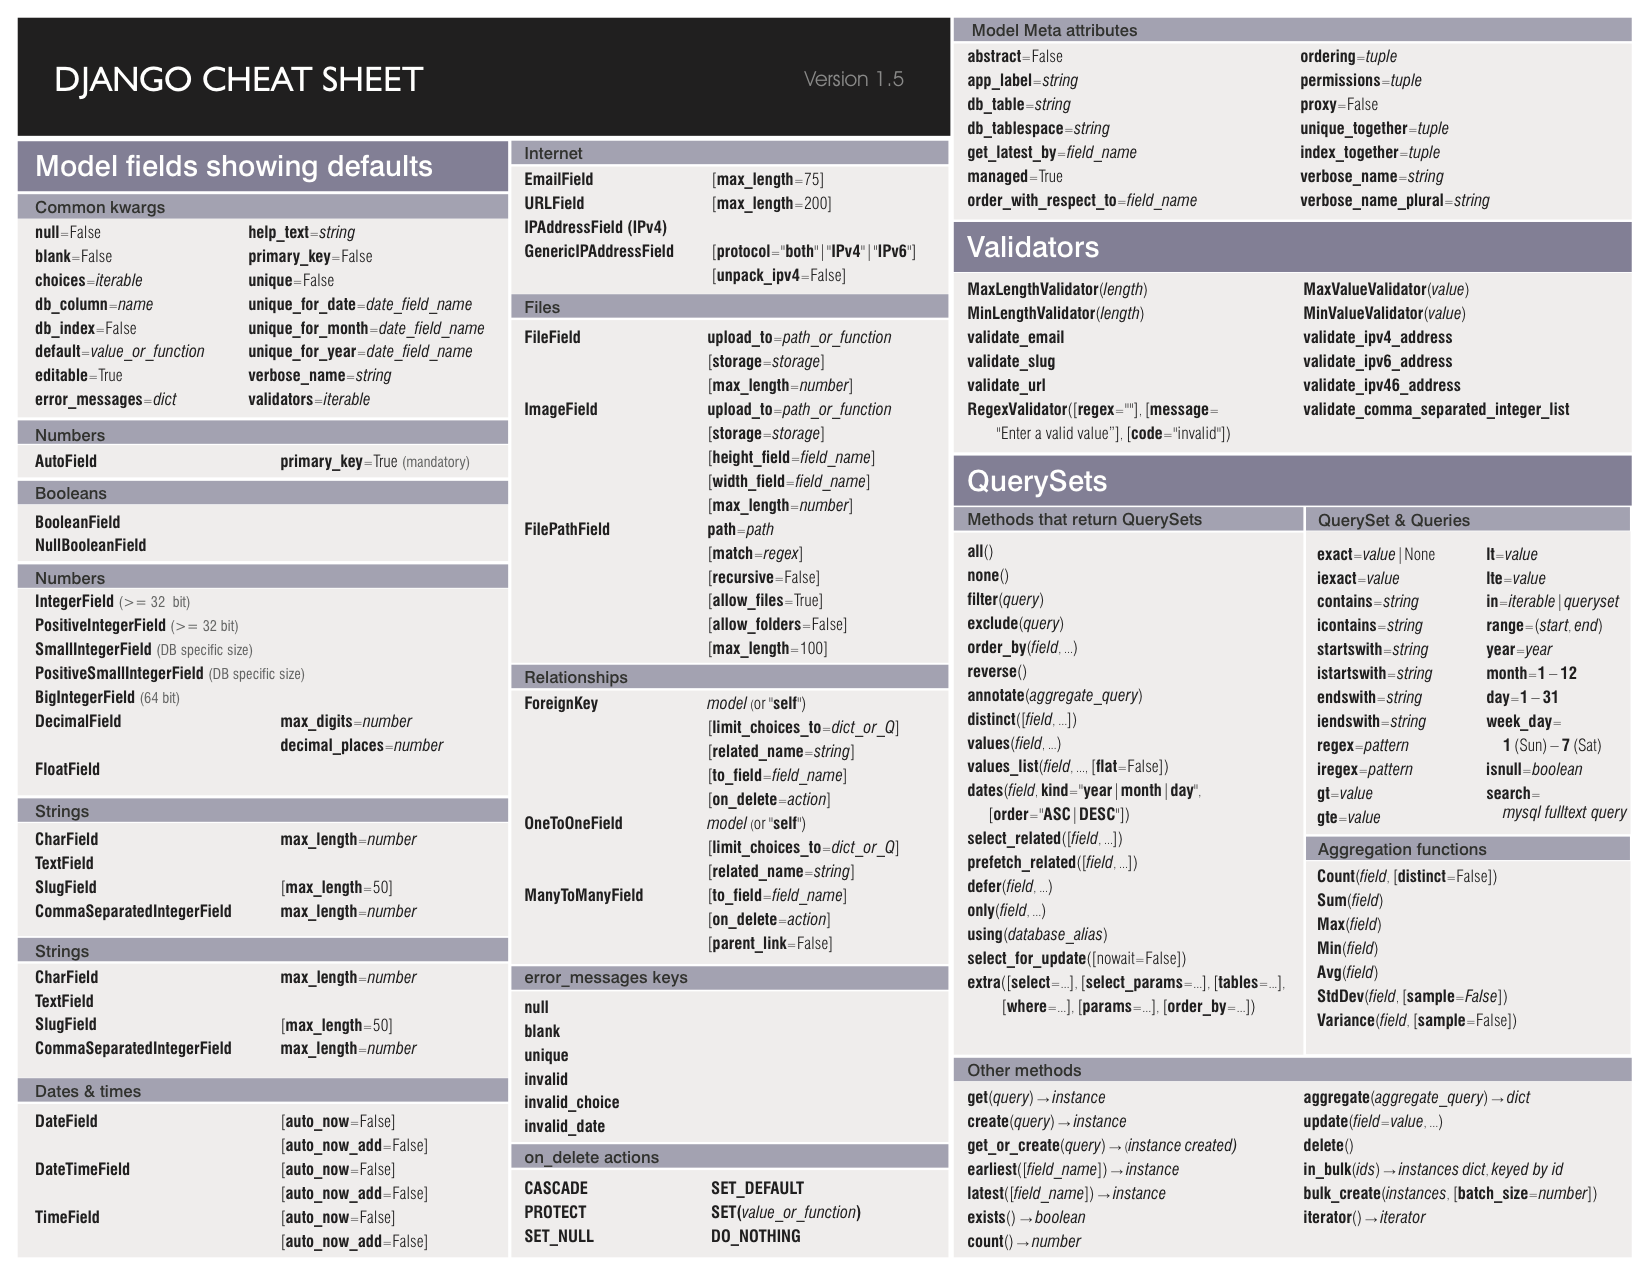 DJANGO CHEAT SHEET
Version 1.5
Model fields showing defaults
Common kwargs
null=False
blank=False
choices=iterable
db_column=name
db_index=False
default=value_or_function
editable=True
error_messages=dict
help_text=string
primary_key=False
unique=False
unique_for_date=date_field_name
unique_for_month=date_field_name
unique_for_year=date_field_name
verbose_name=string
validators=iterable
Numbers
AutoField primary_key=True (mandatory)
Booleans
BooleanField
NullBooleanField
Numbers
IntegerField (>= 32 bit)
PositiveIntegerField (>= 32 bit)
SmallIntegerField (DB specific size)
PositiveSmallIntegerField (DB specific size)
BigIntegerField (64 bit)
DecimalField max_digits=number
decimal_places=number
FloatField
Strings
CharField max_length=number
TextField
SlugField [max_length=50]
CommaSeparatedIntegerField max_length=number
Strings
CharField max_length=number
TextField
SlugField [max_length=50]
CommaSeparatedIntegerField max_length=number
Dates & times
DateField [auto_now=False]
[auto_now_add=False]
DateTimeField [auto_now=False]
[auto_now_add=False]
TimeField [auto_now=False]
[auto_now_add=False]
Internet
EmailField [max_length=75]
URLField [max_length=200]
IPAddressField (IPv4)
GenericIPAddressField [protocol="both"|"IPv4"|"IPv6"]
[unpack_ipv4=False]
Files
FileField upload_to=path_or_function
[storage=storage]
[max_length=number]
ImageField upload_to=path_or_function
[storage=storage]
[height_field=field_name]
[width_field=field_name]
[max_length=number]
FilePathField path=path
[match=regex]
[recursive=False]
[allow_files=True]
[allow_folders=False]
[max_length=100]
Relationships
ForeignKey model (or "self")
[limit_choices_to=dict_or_Q]
[related_name=string]
[to_field=field_name]
[on_delete=action]
OneToOneField model (or "self")
[limit_choices_to=dict_or_Q]
[related_name=string]
ManyToManyField [to_field=field_name]
[on_delete=action]
[parent_link=False]
error_messages keys
null
blank
unique
invalid
invalid_choice
invalid_date
on_delete actions
CASCADE
PROTECT
SET_NULL
SET_DEFAULT
SET(value_or_function)
DO_NOTHING
Model Meta attributes
abstract=False
app_label=string
db_table=string
db_tablespace=string
get_latest_by=field_name
managed=True
order_with_respect_to=field_name
ordering=tuple
permissions=tuple
proxy=False
unique_together=tuple
index_together=tuple
verbose_name=string
verbose_name_plural=string
Validators
MaxLengthValidator(length)
MinLengthValidator(length)
validate_email
validate_slug
validate_url
RegexValidator([regex=""], [message=
"Enter a valid value”], [code="invalid"])
MaxValueValidator(value)
MinValueValidator(value)
validate_ipv4_address
validate_ipv6_address
validate_ipv46_address
validate_comma_separated_integer_list
QuerySets
Methods that return QuerySets
all()
none()
filter(query)
exclude(query)
order_by(field, ...)
reverse()
annotate(aggregate_query)
distinct([field, ...])
values(field, ...)
values_list(field, ..., [flat=False])
dates(field, kind="year|month|day",
[order="ASC|DESC"])
select_related([field, ...])
prefetch_related([field, ...])
defer(field, ...)
only(field, ...)
using(database_alias)
select_for_update([nowait=False])
extra([select=...], [select_params=...], [tables=...],
[where=...], [params=...], [order_by=...])
QuerySet & Queries
exact=value|None
iexact=value
contains=string
icontains=string
startswith=string
istartswith=string
endswith=string
iendswith=string
regex=pattern
iregex=pattern
gt=value
gte=value
lt=value
lte=value
in=iterable|queryset
range=(start, end)
year=year
month=1 – 12
day=1 – 31
week_day=
1 (Sun) – 7 (Sat)
isnull=boolean
search=
mysql fulltext query
Aggregation functions
Count(field, [distinct=False])
Sum(field)
Max(field)
Min(field)
Avg(field)
StdDev(field, [sample=False])
Variance(field, [sample=False])
Other methods
get(query) → instance
create(query) → instance
get_or_create(query) → (instance created)
earliest([field_name]) → instance
latest([field_name]) → instance
exists() → boolean
count() → number
aggregate(aggregate_query) → dict
update(field=value, ...)
delete()
in_bulk(ids) → instances dict, keyed by id
bulk_create(instances, [batch_size=number])
iterator() → iterator